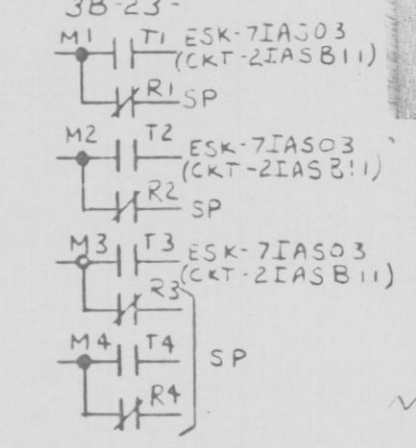 3B-23-
M1 T1 ESK-7IAS03
(CKT-2IASB11)
R1 SP
M2 T2 ESK-7IAS03
(CKT-2IASB11)
R2 SP
M3 T3 ESK-7IAS03
(CKT-2IASB11)
R3
M4 T4 SP
R4